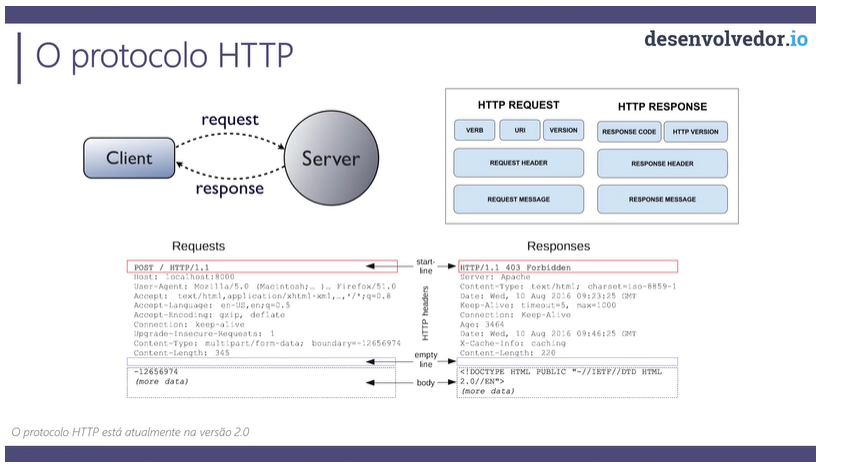 desenvolvedor.io
O protocolo HTTP
request
Client
Server
response
HTTP REQUEST
VERB
URI
VERSION
REQUEST HEADER
REQUEST MESSAGE
HTTP RESPONSE
RESPONSE CODE
HTTP VERSION
RESPONSE HEADER
RESPONSE MESSAGE
Requests
POST / HTTP/1.1
Host: localhost:8000
User-Agent: Mozilla/5.0 (Macintosh;… )… Firefox/51.0
Accept: text/html,application/xhtml+xml,…,*/*;q=0.8
Accept-Language: en-US,en;q=0.5
Accept-Encoding: gzip, deflate
Connection: keep-alive
Upgrade-Insecure-Requests: 1
Content-Type: multipart/form-data; boundary=-12656974
Content-Length: 345
-12656974
(more data)
start-
line
HTTP headers
empty
line
body
Responses
HTTP/1.1 403 Forbidden
Server: Apache
Content-Type: text/html; charset=iso-8859-1
Date: Wed, 10 Aug 2016 09:23:25 GMT
Keep-Alive: timeout=5, max=1000
Connection: Keep-Alive
Age: 3464
Date: Wed, 10 Aug 2016 09:46:25 GMT
X-Cache-Info: caching
Content-Length: 220
<!DOCTYPE HTML PUBLIC "-//IETF//DTD HTML
2.0//EN">
(more data)
O protocolo HTTP está atualmente na versão 2.0